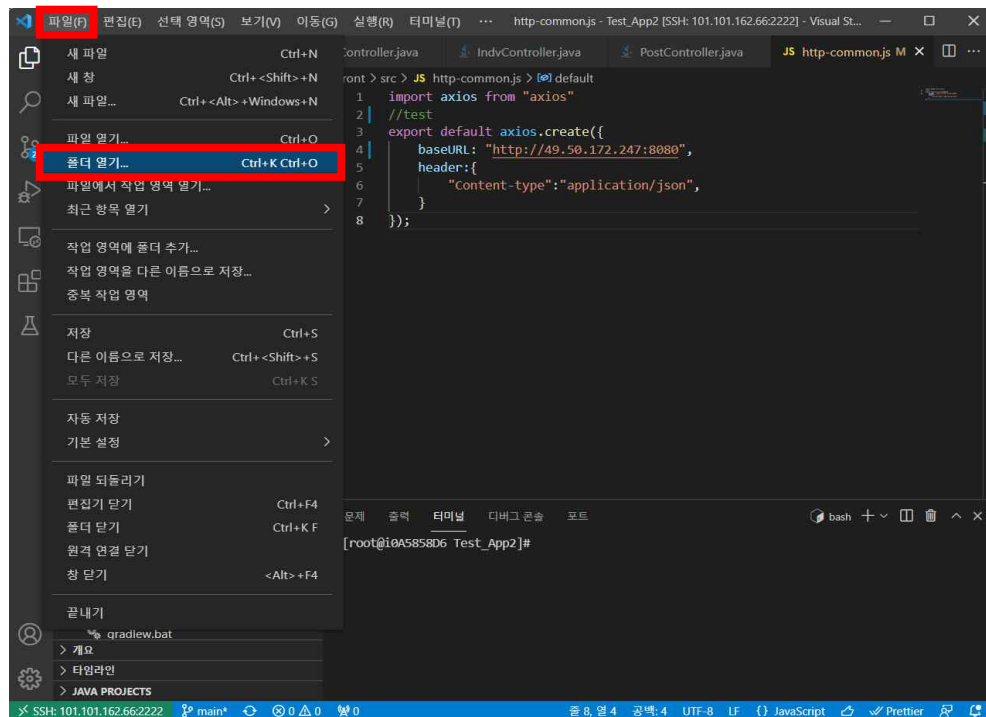 파일(F) 편집(E) 선택 영역(S) 보기(V) 이동(G) 실행(R) 터미널(T) ··· http-common.js - Test_App2 [SSH: 101.101.162.66:2222] - Visual St...
새 파일 Ctrl+N
새 창 Ctrl+<Shift>+N
새 파일... Ctrl+<Alt>+Windows+N
파일 열기... Ctrl+O
폴더 열기... Ctrl+K Ctrl+O
파일에서 작업 영역 열기...
최근 항목 열기 >
작업 영역에 폴더 추가...
작업 영역을 다른 이름으로 저장...
중복 작업 영역
저장 Ctrl+S
다른 이름으로 저장... Ctrl+<Shift>+S
모두 저장 Ctrl+K S
자동 저장
기본 설정 >
파일 되돌리기
편집기 닫기 Ctrl+F4
폴더 닫기 Ctrl+K F
원격 연결 닫기
창 닫기 <Alt>+F4
끝내기
gradlew.bat
> 개요
> 타임라인
> JAVA PROJECTS
Controller.java IndvController.java PostController.java JS http-common.js M ×
ront > src > JS http-common.js > default
1 import axios from "axios"
2 //test
3 export default axios.create({
4 baseURL: "http://49.50.172.247:8080",
5 header:{
6 "Content-type":"application/json",
7 }
8 });
문제 출력 터미널 디버그 콘솔 포트 bash
[root@i0A5858D6 Test_App2]#
SSH: 101.101.162.66:2222 main* 0 0 0 줄 8, 열 4 공백: 4 UTF-8 LF {} JavaScript Prettier